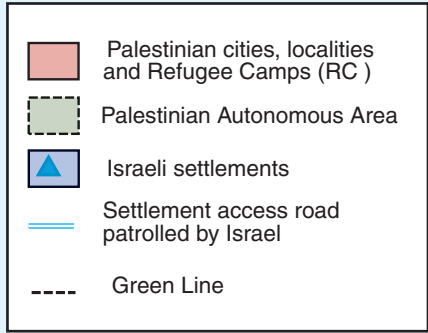 Palestinian cities, localities
and Refugee Camps (RC )
Palestinian Autonomous Area
Israeli settlements
Settlement access road
patrolled by Israel
Green Line